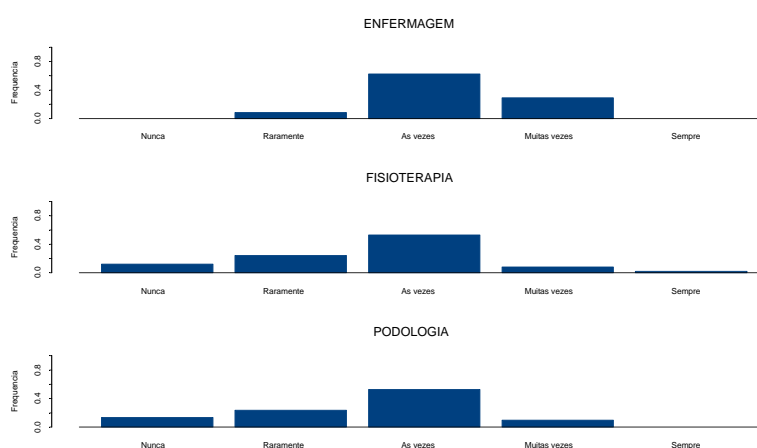 ENFERMAGEM
Frequencia
0.8
0.4
0.0
Nunca Raramente As vezes Muitas vezes Sempre
FISIOTERAPIA
Frequencia
0.8
0.4
0.0
Nunca Raramente As vezes Muitas vezes Sempre
PODOLOGIA
Frequencia
0.8
0.4
0.0
Nunca Raramente As vezes Muitas vezes Sempre